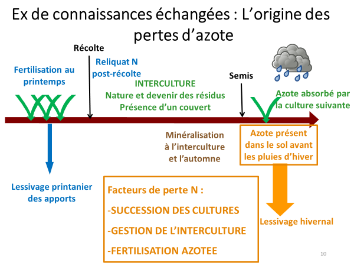 Ex de connaissances échangées : L'origine des
pertes d'azote
Récolte
Fertilisation au
printemps
Reliquat N
post-récolte
INTERCULTURE
Nature et devenir des résidus
Présence d'un couvert
Semis
Azote absorbé par
la culture suivante
Minéralisation
à l'interculture
et l'automne
Azote présent
dans le sol avant
les pluies d'hiver
Lessivage printanier
des apports
Facteurs de perte N :
-SUCCESSION DES CULTURES
-GESTION DE L'INTERCULTURE
-FERTILISATION AZOTEE
Lessivage hivernal